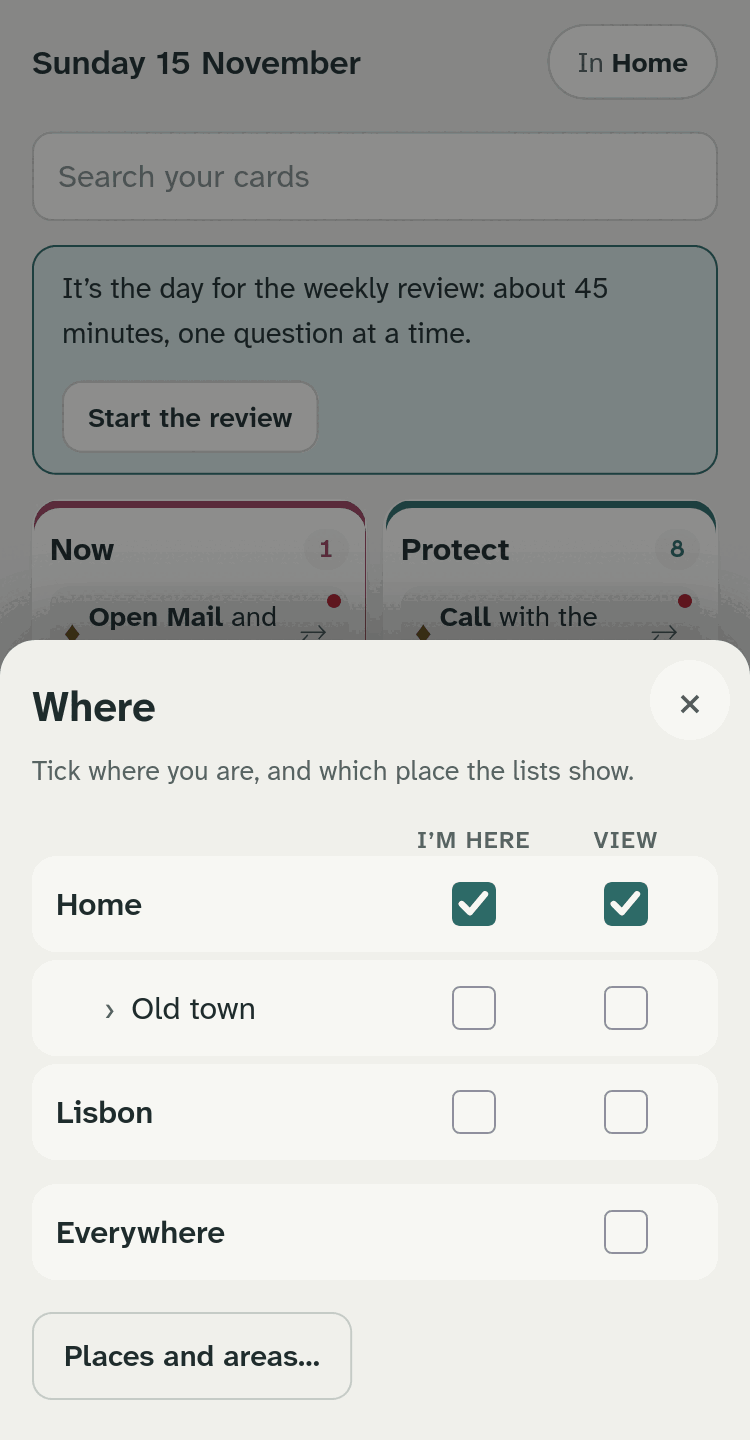 Sunday 15 November
In Home
Search your cards
It’s the day for the weekly review: about 45
minutes, one question at a time.
Start the review
Now 1
Protect 8
Open Mail and
Call with the
Where
Tick where you are, and which place the lists show.
I’M HERE VIEW
Home
Old town
Lisbon
Everywhere
Places and areas...